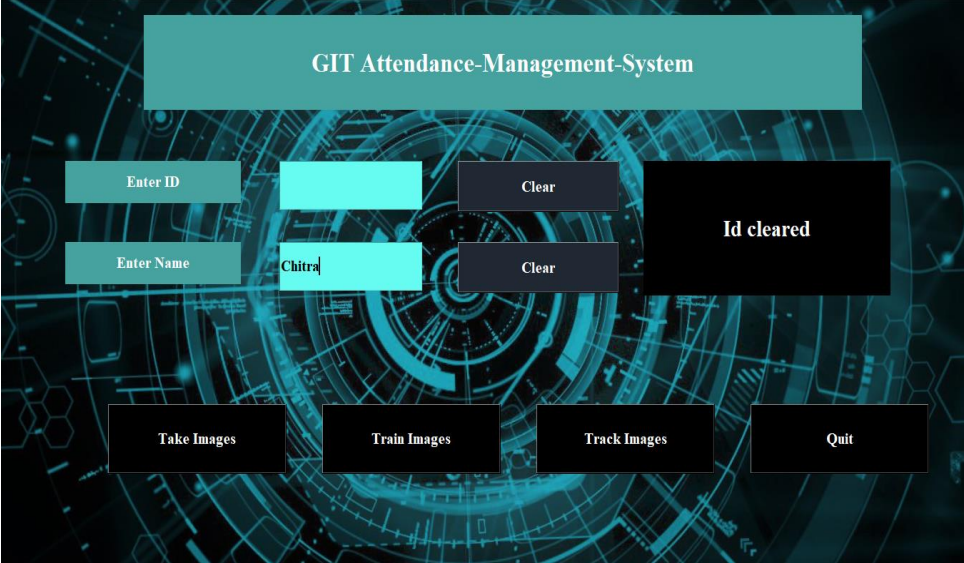 GIT Attendance-Management-System
Enter ID
Clear
Id cleared
Enter Name
Chitra
Clear
Take Images
Train Images
Track Images
Quit